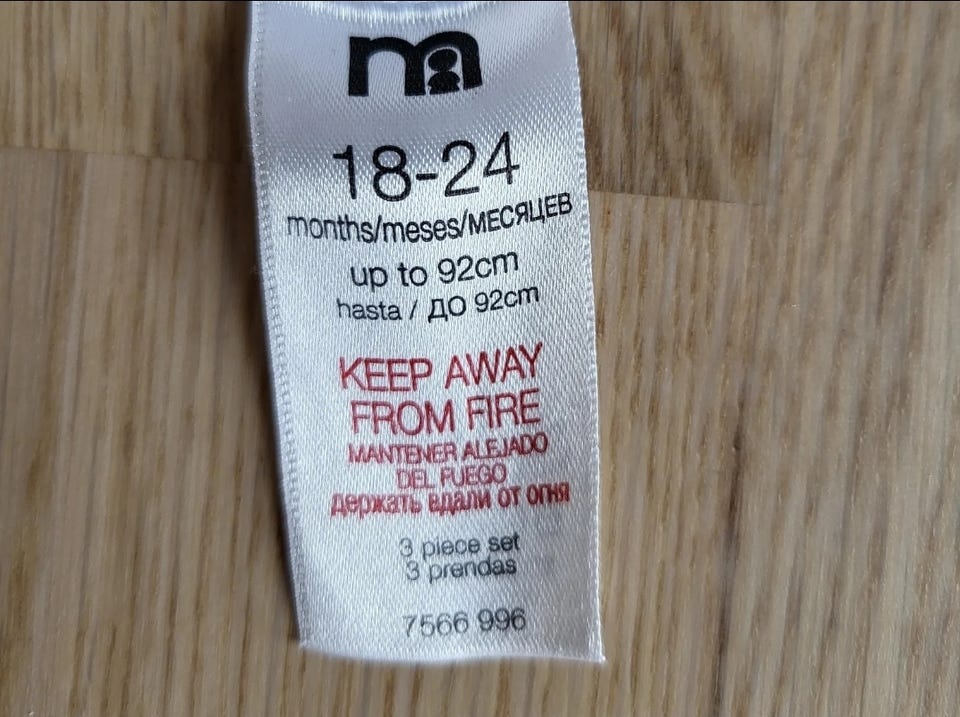 m
18-24
months/meses/МЕСЯЦЕВ
up to 92cm
hasta / ДО 92cm
KEEP AWAY
FROM FIRE
MANTENER ALEJADO
DEL FUEGO
держать вдали от огня
3 piece set
3 prendas
7566 996